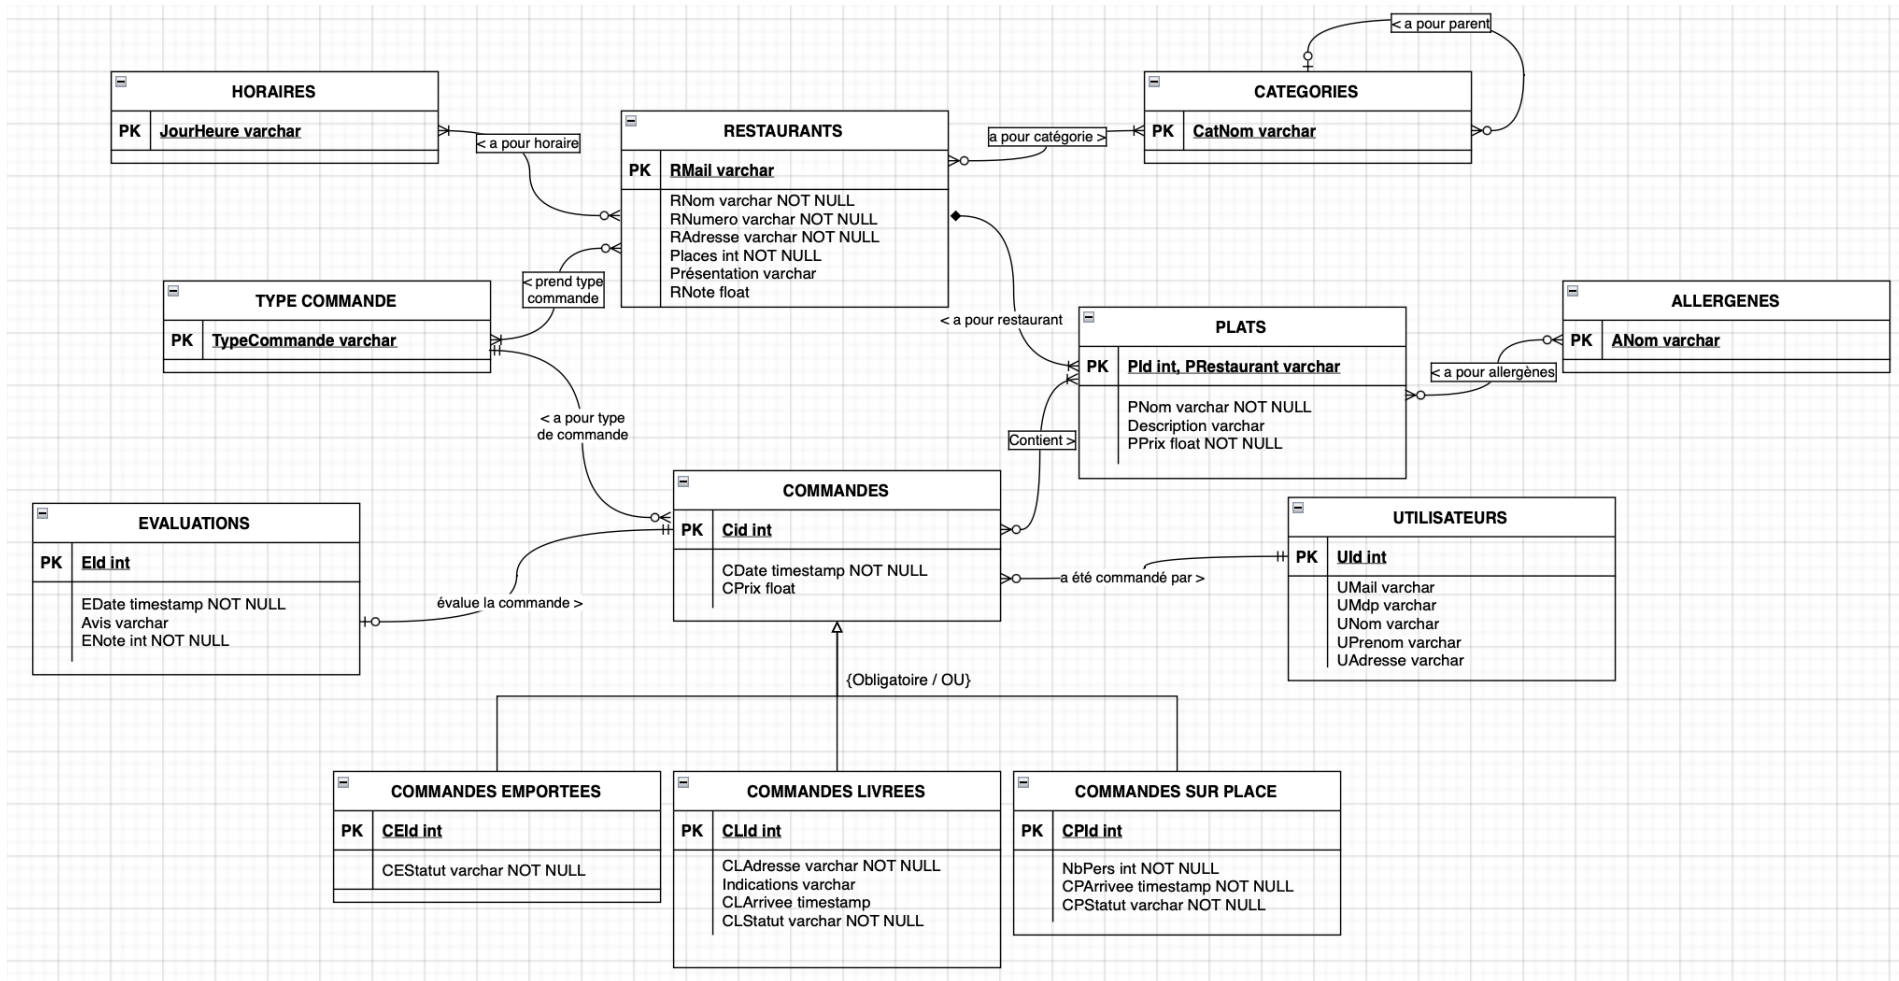 < a pour parent
HORAIRES
PK JourHeure varchar
< a pour horaire
RESTAURANTS
PK RMail varchar
RNom varchar NOT NULL
RNumero varchar NOT NULL
RAdresse varchar NOT NULL
Places int NOT NULL
Présentation varchar
RNote float
a pour catégorie >
CATEGORIES
PK CatNom varchar
TYPE COMMANDE
PK TypeCommande varchar
< prend type
commande
< a pour restaurant
PLATS
PK PId int, PRestaurant varchar
PNom varchar NOT NULL
Description varchar
PPrix float NOT NULL
< a pour allergènes
ALLERGENES
PK ANom varchar
< a pour type
de commande
Contient >
COMMANDES
PK Cid int
CDate timestamp NOT NULL
CPrix float
EVALUATIONS
PK EId int
EDate timestamp NOT NULL
Avis varchar
ENote int NOT NULL
évalue la commande >
a été commandé par >
UTILISATEURS
PK UId int
UMail varchar
UMdp varchar
UNom varchar
UPrenom varchar
UAdresse varchar
{Obligatoire / OU}
COMMANDES EMPORTEES
PK CEId int
CEStatut varchar NOT NULL
COMMANDES LIVREES
PK CLId int
CLAdresse varchar NOT NULL
Indications varchar
CLArrivee timestamp
CLStatut varchar NOT NULL
COMMANDES SUR PLACE
PK CPId int
NbPers int NOT NULL
CPArrivee timestamp NOT NULL
CPStatut varchar NOT NULL